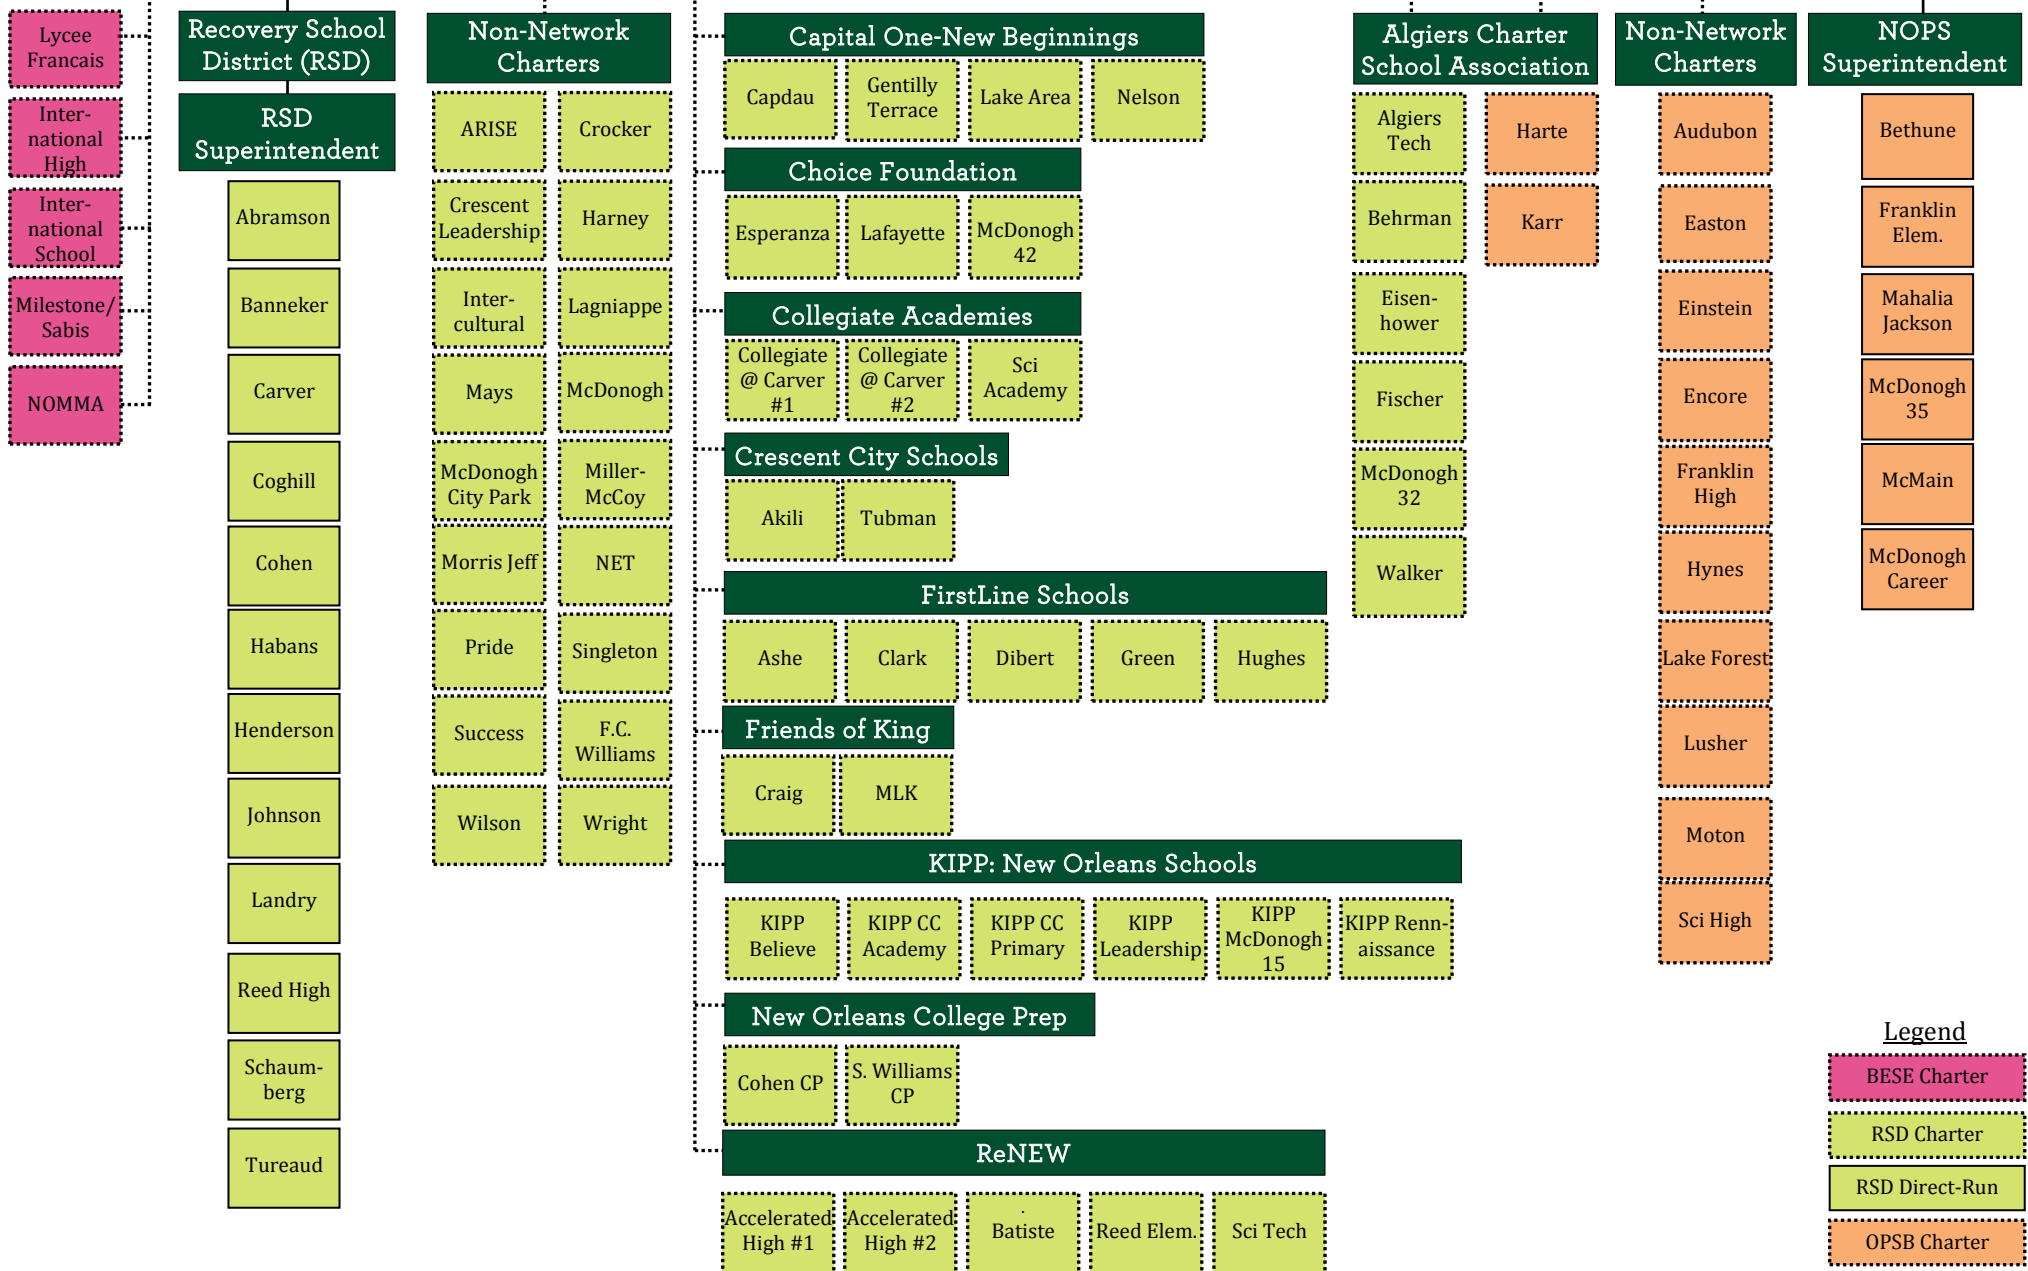 Lycee
Francais
Inter-
national
High
Inter-
national
School
Milestone/
Sabis
NOMMA
Recovery School
District (RSD)
RSD
Superintendent
Abramson
Banneker
Carver
Coghill
Cohen
Habans
Henderson
Johnson
Landry
Reed High
Schaum-
berg
Tureaud
Non-Network
Charters
ARISE
Crocker
Crescent
Leadership
Harney
Inter-
cultural
Lagniappe
Mays
McDonogh
McDonogh
City Park
Miller-
McCoy
Morris Jeff
NET
Pride
Singleton
Success
F.C.
Williams
Wilson
Wright
Capital One-New Beginnings
Capdau
Gentilly
Terrace
Lake Area
Nelson
Choice Foundation
Esperanza
Lafayette
McDonogh
42
Collegiate Academies
Collegiate
@ Carver
#1
Collegiate
@ Carver
#2
Sci
Academy
Crescent City Schools
Akili
Tubman
FirstLine Schools
Ashe
Clark
Dibert
Green
Hughes
Friends of King
Craig
MLK
KIPP: New Orleans Schools
KIPP
Believe
KIPP CC
Academy
KIPP CC
Primary
KIPP
Leadership
KIPP
McDonogh
15
KIPP Renn-
aissance
New Orleans College Prep
Cohen CP
S. Williams
CP
ReNEW
Accelerated
High #1
Accelerated
High #2
.
Batiste
Reed Elem.
Sci Tech
Algiers Charter
School Association
Algiers
Tech
Harte
Behrman
Karr
Eisen-
hower
Fischer
McDonogh
32
Walker
Non-Network
Charters
Audubon
Easton
Einstein
Encore
Franklin
High
Hynes
Lake Forest
Lusher
Moton
Sci High
NOPS
Superintendent
Bethune
Franklin
Elem.
Mahalia
Jackson
McDonogh
35
McMain
McDonogh
Career
Legend
BESE Charter
RSD Charter
RSD Direct-Run
OPSB Charter